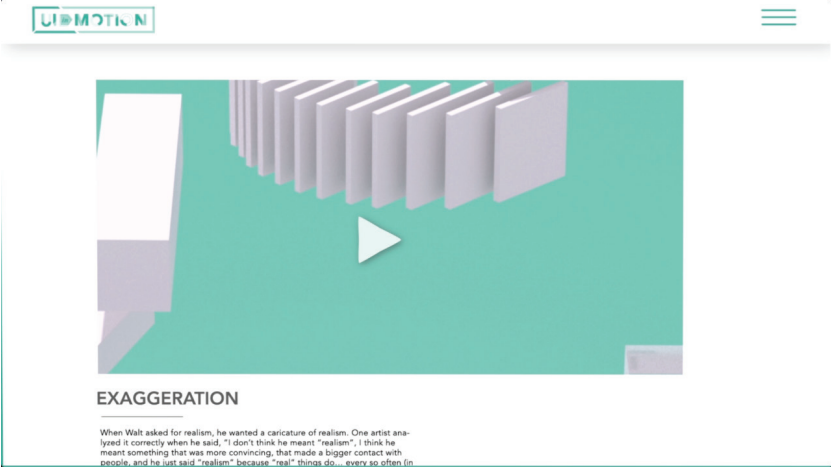 UIDMOTION
EXAGGERATION
When Walt asked for realism, he wanted a caricature of realism. One artist ana-
lyzed it correctly when he said, "I don't think he meant "realism", I think he
meant something that was more convincing, that made a bigger contact with
people, and he just said "realism" because "real" things do... every so often (in